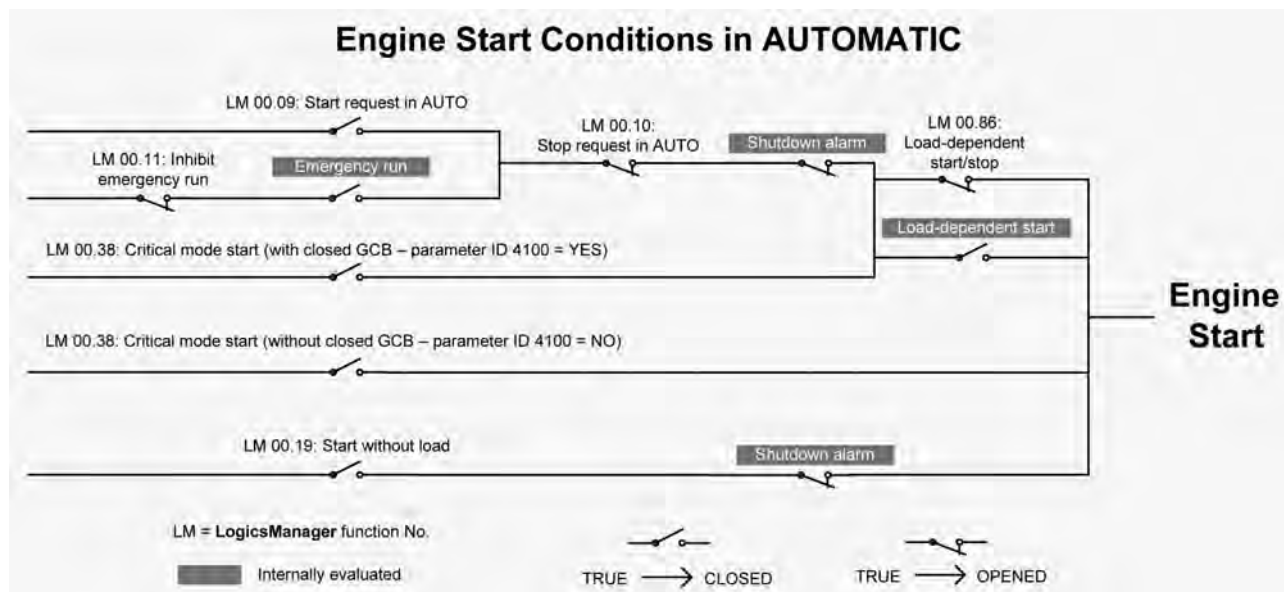 Engine Start Conditions in AUTOMATIC
LM 00.09: Start request in AUTO
LM 00.10:
Stop request in AUTO
Shutdown alarm
LM 00.86:
Load-dependent
start/stop
LM 00.11: Inhibit
emergency run
Emergency run
Load-dependent start
LM 00.38: Critical mode start (with closed GCB – parameter ID 4100 = YES)
Engine
Start
LM 00.38: Critical mode start (without closed GCB – parameter ID 4100 = NO)
LM 00.19: Start without load
Shutdown alarm
LM = LogicsManager function No.
Internally evaluated
TRUE → CLOSED
TRUE → OPENED